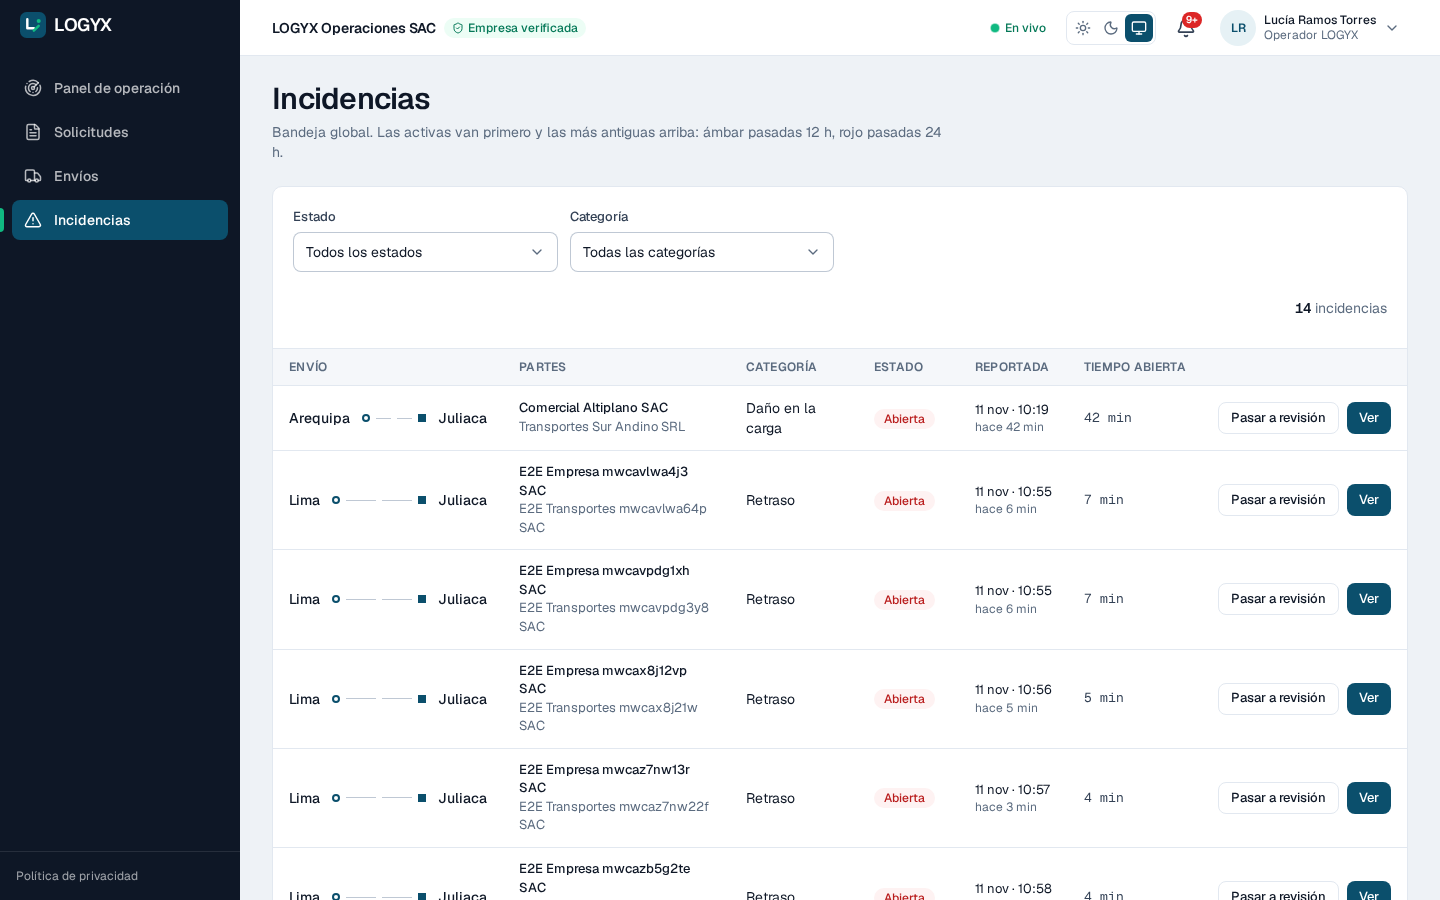 LOGYX
LOGYX Operaciones SAC
Empresa verificada
En vivo
9+
LR
Lucía Ramos Torres
Operador LOGYX
Panel de operación
Solicitudes
Envíos
Incidencias
Política de privacidad
Incidencias
Bandeja global. Las activas van primero y las más antiguas arriba: ámbar pasadas 12 h, rojo pasadas 24
h.
Estado
Categoría
Todos los estados
Todas las categorías
14 incidencias
ENVÍO PARTES CATEGORÍA ESTADO REPORTADA TIEMPO ABIERTA
Arequipa Juliaca
Comercial Altiplano SAC
Transportes Sur Andino SRL
Daño en la
carga
Abierta
11 nov · 10:19
hace 42 min
42 min
Pasar a revisión
Ver
Lima Juliaca
E2E Empresa mwcavlwa4j3
SAC
E2E Transportes mwcavlwa64p
SAC
Retraso
Abierta
11 nov · 10:55
hace 6 min
7 min
Pasar a revisión
Ver
Lima Juliaca
E2E Empresa mwcavpdg1xh
SAC
E2E Transportes mwcavpdg3y8
SAC
Retraso
Abierta
11 nov · 10:55
hace 6 min
7 min
Pasar a revisión
Ver
Lima Juliaca
E2E Empresa mwcax8j12vp
SAC
E2E Transportes mwcax8j21w
SAC
Retraso
Abierta
11 nov · 10:56
hace 5 min
5 min
Pasar a revisión
Ver
Lima Juliaca
E2E Empresa mwcaz7nw13r
SAC
E2E Transportes mwcaz7nw22f
SAC
Retraso
Abierta
11 nov · 10:57
hace 3 min
4 min
Pasar a revisión
Ver
Lima Juliaca
E2E Empresa mwcazb5g2te
SAC
Retraso
Abierta
11 nov · 10:58
4 min
Pasar a revisión
Ver